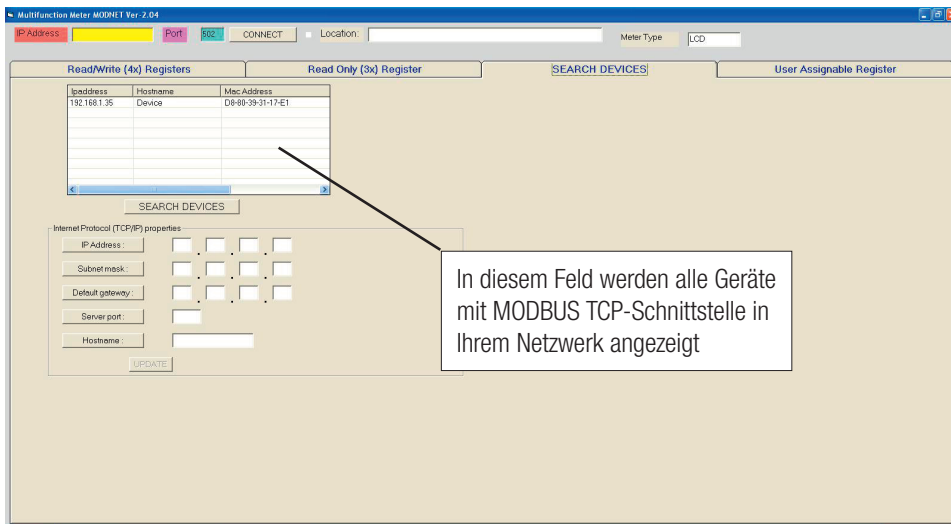 Multifunction Meter MODNET Ver-2.04
IP Address Port 502 CONNECT Location: Meter Type LCD
Read/Write (4x) Registers Read Only (3x) Register SEARCH DEVICES User Assignable Register
Ipaddress Hostname Mac Address
192.168.1.35 Device D8-80-39-31-17-E1
SEARCH DEVICES
Internet Protocol (TCP/IP) properties
IP Address :
Subnet mask :
Default gateway :
Server port :
Hostname :
UPDATE
In diesem Feld werden alle Geräte
mit MODBUS TCP-Schnittstelle in
Ihrem Netzwerk angezeigt